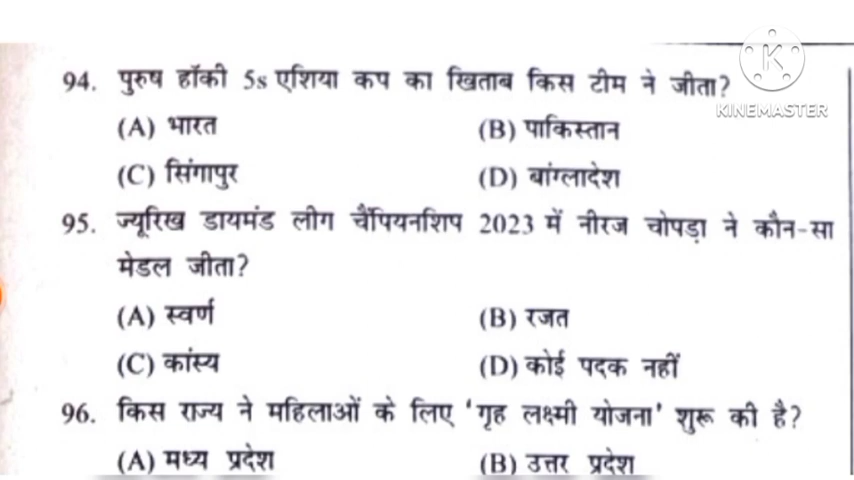 K
KINEMASTER
94. पुरुष हॉकी 5s एशिया कप का खिताब किस टीम ने जीता?
(A) भारत (B) पाकिस्तान
(C) सिंगापुर (D) बांग्लादेश
95. ज्यूरिख डायमंड लीग चैंपियनशिप 2023 में नीरज चोपड़ा ने कौन-सा
मेडल जीता?
(A) स्वर्ण (B) रजत
(C) कांस्य (D) कोई पदक नहीं
96. किस राज्य ने महिलाओं के लिए 'गृह लक्ष्मी योजना' शुरू की है?
(A) मध्य प्रदेश (B) उत्तर प्रदेश